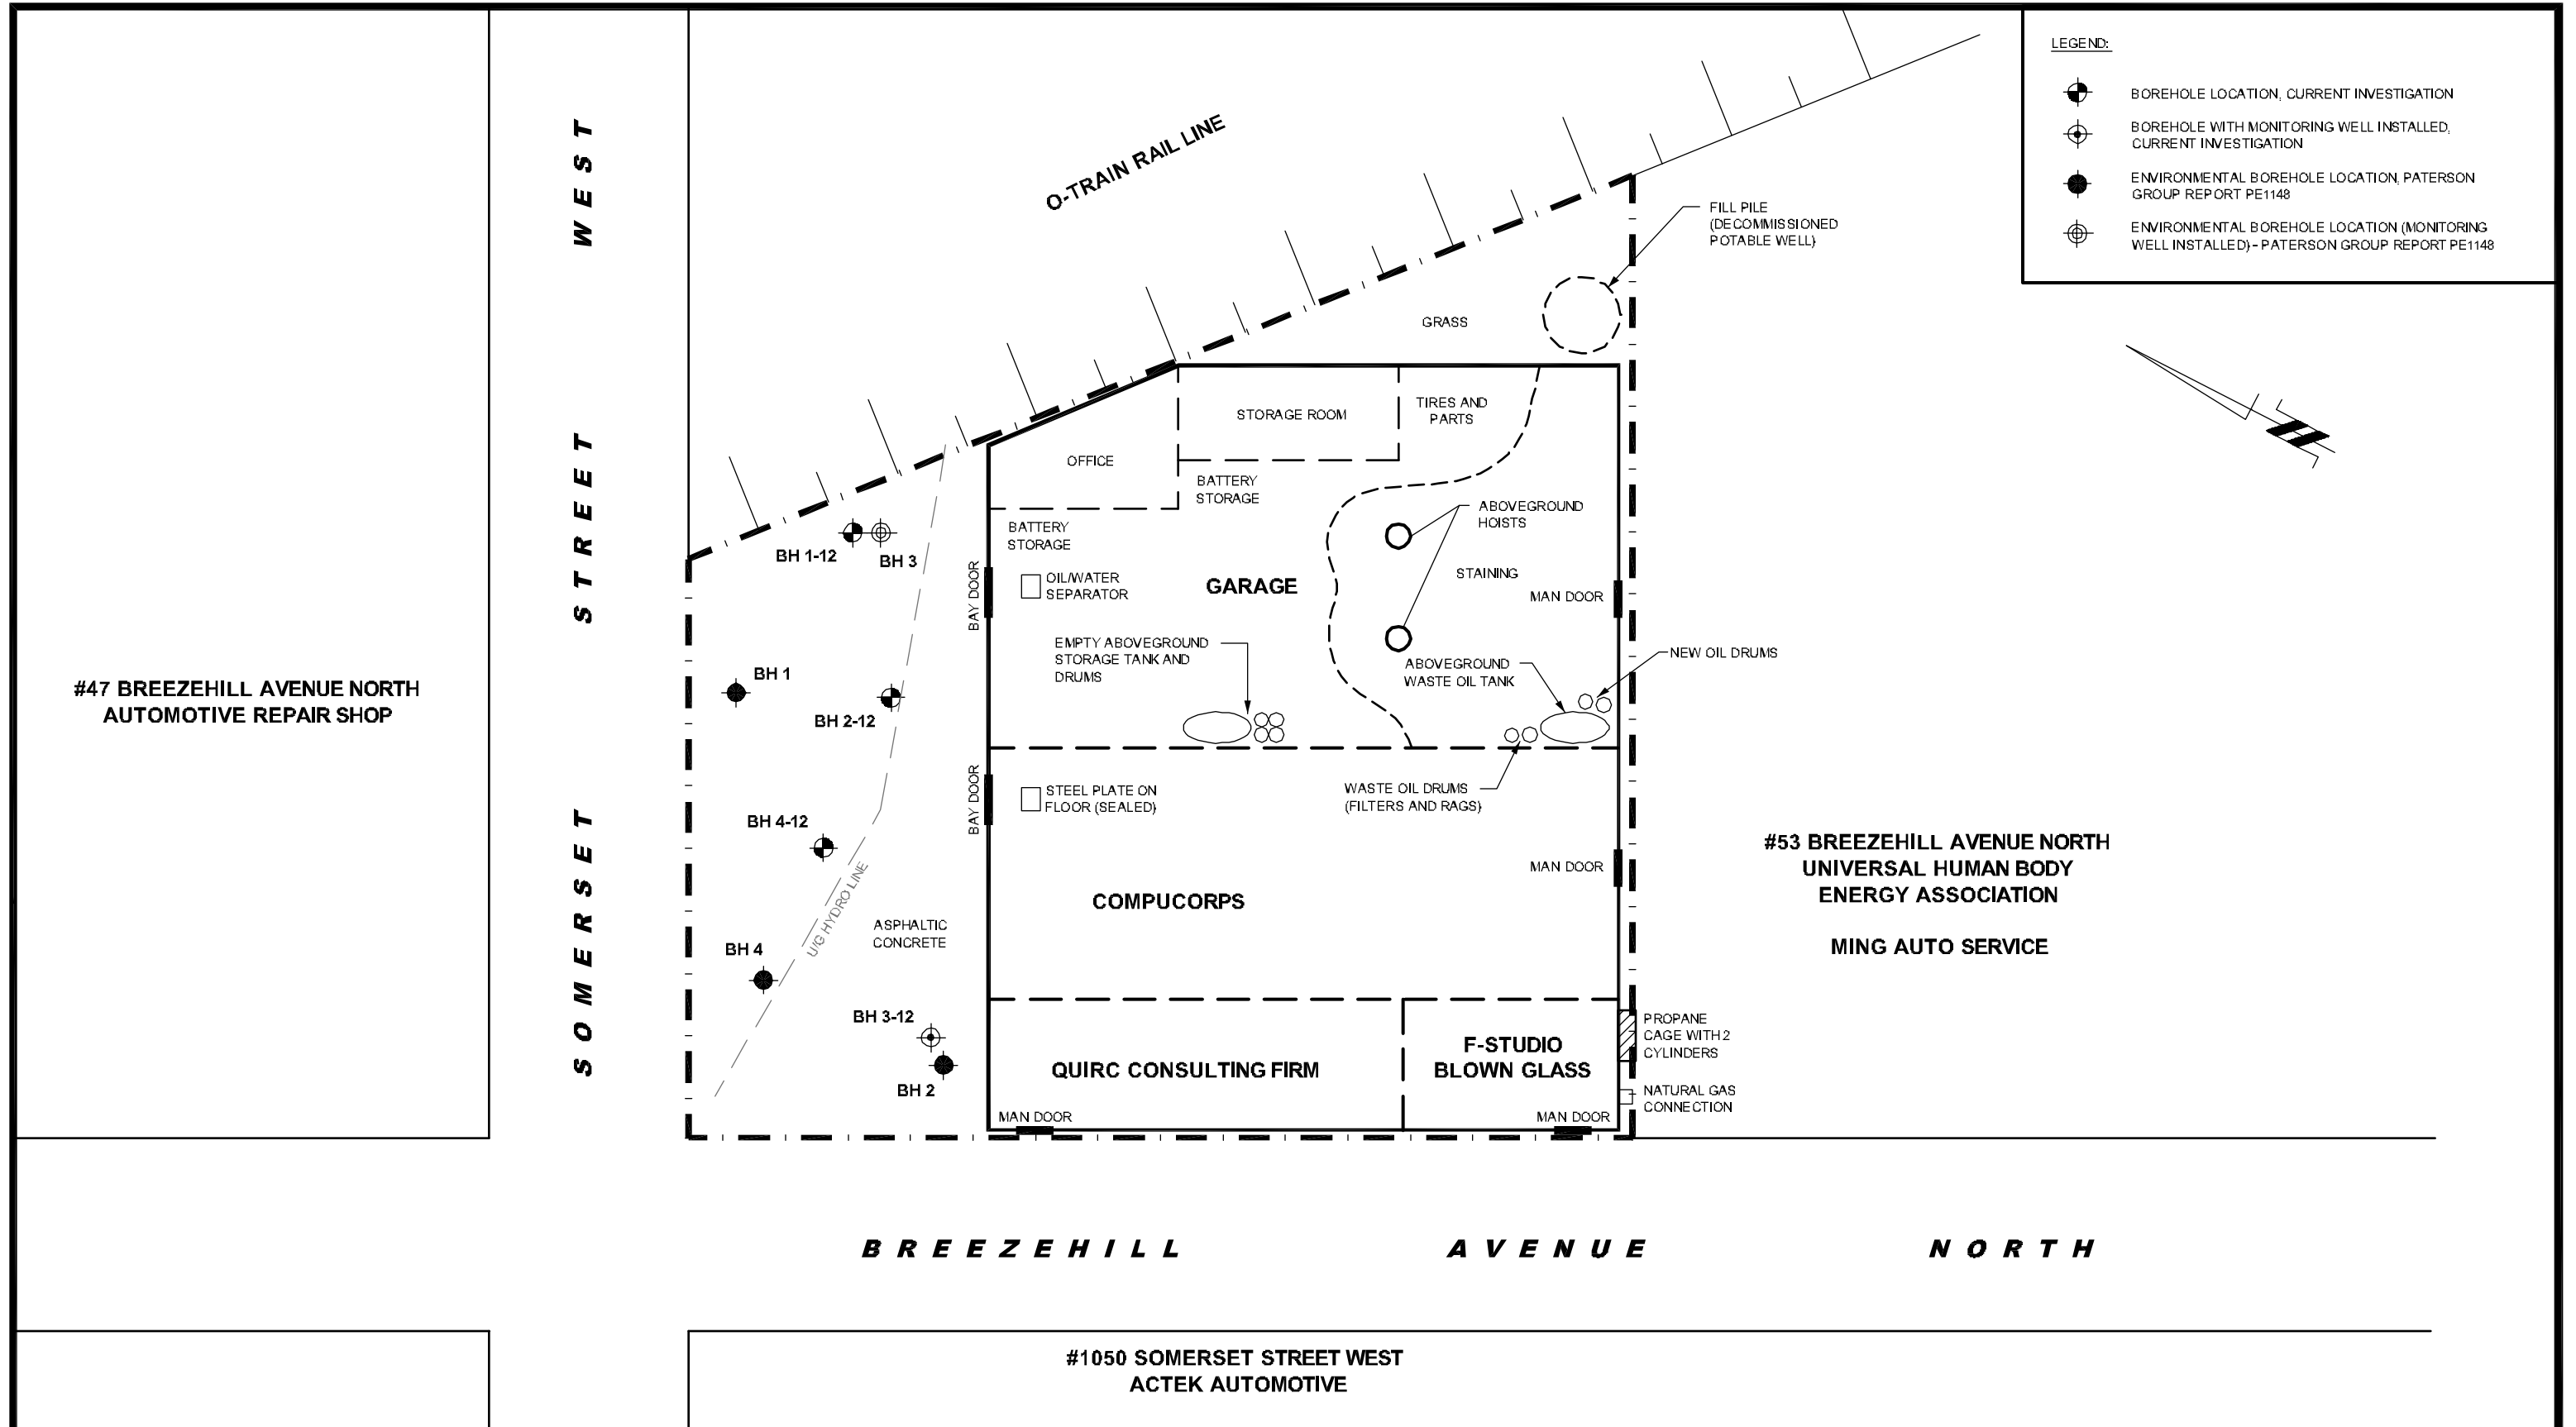 LEGEND:
BOREHOLE LOCATION, CURRENT INVESTIGATION
BOREHOLE WITH MONITORING WELL INSTALLED,
CURRENT INVESTIGATION
ENVIRONMENTAL BOREHOLE LOCATION, PATERSON
GROUP REPORT PE1148
ENVIRONMENTAL BOREHOLE LOCATION (MONITORING
WELL INSTALLED) - PATERSON GROUP REPORT PE1148
SOMERSET STREET WEST
O-TRAIN RAIL LINE
FILL PILE
(DECOMMISSIONED
POTABLE WELL)
GRASS
STORAGE ROOM
TIRES AND
PARTS
OFFICE
BATTERY
STORAGE
BATTERY
STORAGE
ABOVEGROUND
HOISTS
BH 1-12
BH 3
BAY DOOR
OIL/WATER
SEPARATOR
GARAGE
STAINING
MAN DOOR
EMPTY ABOVEGROUND
STORAGE TANK AND
DRUMS
ABOVEGROUND
WASTE OIL TANK
NEW OIL DRUMS
#47 BREEZEHILL AVENUE NORTH
AUTOMOTIVE REPAIR SHOP
BH 1
BH 2-12
BAY DOOR
STEEL PLATE ON
FLOOR (SEALED)
WASTE OIL DRUMS
(FILTERS AND RAGS)
BH 4-12
U/G HYDRO LINE
MAN DOOR
#53 BREEZEHILL AVENUE NORTH
UNIVERSAL HUMAN BODY
ENERGY ASSOCIATION
MING AUTO SERVICE
COMPUCORPS
ASPHALTIC
CONCRETE
BH 4
BH 3-12
BH 2
QUIRC CONSULTING FIRM
F-STUDIO
BLOWN GLASS
PROPANE
CAGE WITH 2
CYLINDERS
NATURAL GAS
CONNECTION
MAN DOOR
MAN DOOR
BREEZEHILL AVENUE NORTH
#1050 SOMERSET STREET WEST
ACTEK AUTOMOTIVE